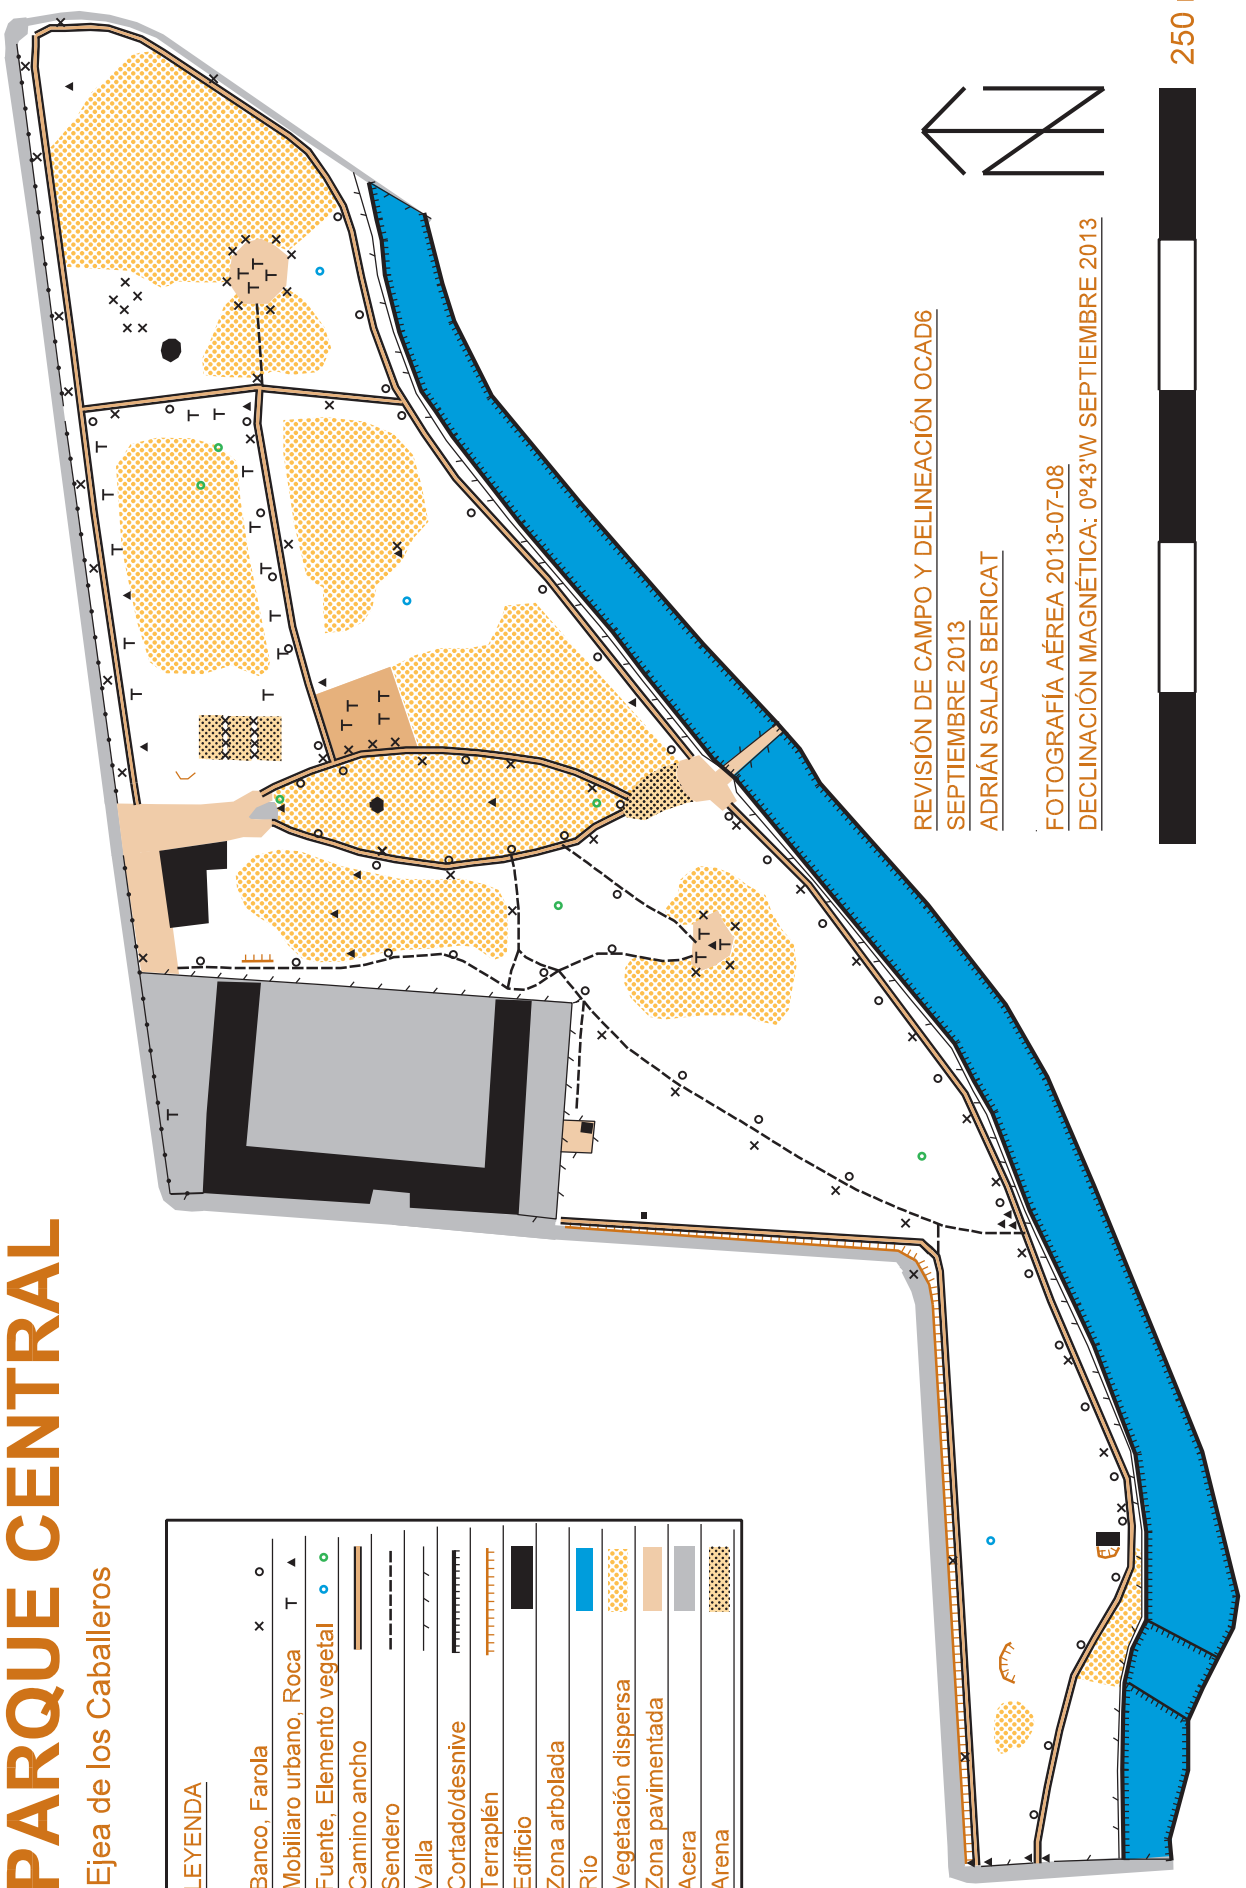 PARQUE CENTRAL
Ejea de los Caballeros
LEYENDA
Banco, Farola
Mobiliaro urbano, Roca
Fuente, Elemento vegetal
Camino ancho
Sendero
Valla
Cortado/desnive
Terraplén
Edificio
Zona arbolada
Río
Vegetación dispersa
Zona pavimentada
Acera
Arena
REVISIÓN DE CAMPO Y DELINEACIÓN OCAD6
SEPTIEMBRE 2013
ADRIÁN SALAS BERICAT
FOTOGRAFÍA AÉREA 2013-07-08
DECLINACIÓN MAGNÉTICA: 0º43'W SEPTIEMBRE 2013
250